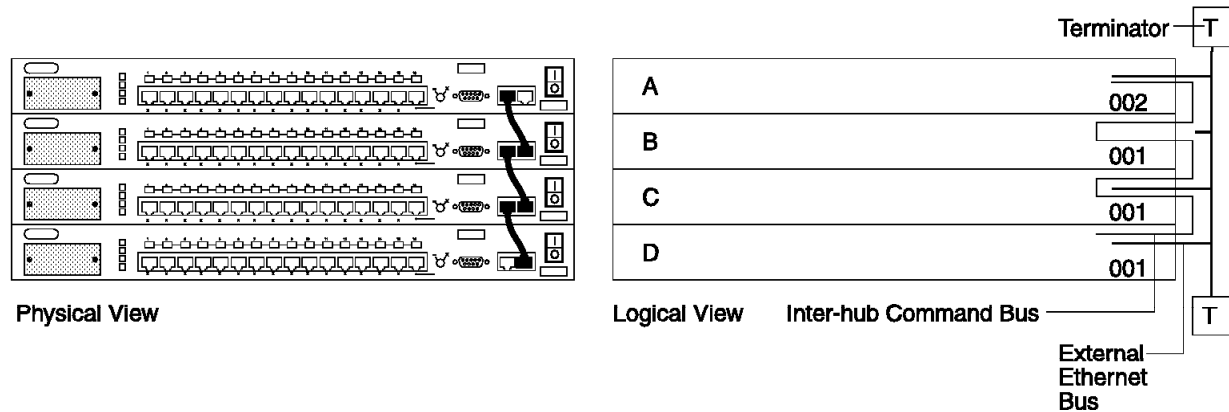 Terminator
T
A
002
B
001
C
001
D
001
Physical View
Logical View
Inter-hub Command Bus
T
External
Ethernet
Bus